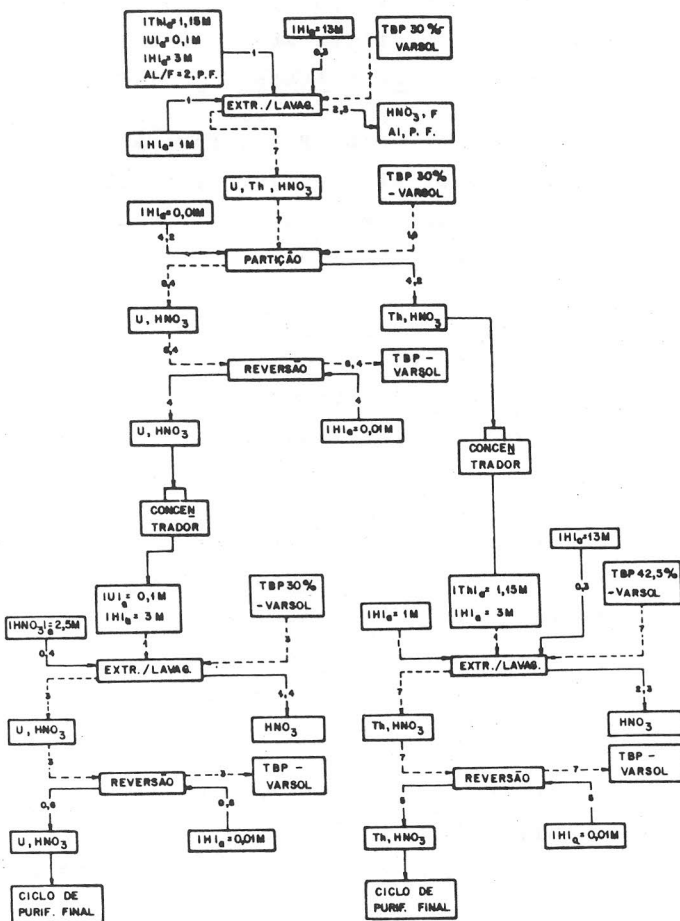 |Th|a = 1,15M
|U|a = 0,1M
|H|a = 3M
AL/F = 2, P.F.
|H|a = 13M
TBP 30%-
VARSOL
1
0,3
7
EXTR./LAVAG.
1
2,3
|H|a = 1M
HNO3, F
Al, P.F.
7
U, Th, HNO3
TBP 30%
-VARSOL
|H|a = 0,01M
7
4,2
PARTIÇÃO
4,2
U, HNO3
Th, HNO3
6,4
6,4
TBP -
VARSOL
REVERSÃO
4
4
U, HNO3
|H|a = 0,01M
CONCEN
TRADOR
CONCEN
TRADOR
|H|a = 13M
|U|a = 0,1M
|H|a = 3M
TBP 30%
-VARSOL
|Th|a = 1,15M
|H|a = 3M
0,3
TBP 42,5%
-VARSOL
|HNO3|a = 2,5M
|H|a = 1M
0,4
4
3
1
4
7
EXTR./LAVAG.
EXTR./LAVAG.
3
4,4
7
2,3
U, HNO3
HNO3
Th, HNO3
HNO3
3
3
TBP -
VARSOL
7
7
TBP -
VARSOL
REVERSÃO
REVERSÃO
0,6
0,6
5
5
U, HNO3
|H|a = 0,01M
Th, HNO3
|H|a = 0,01M
CICLO DE
PURIF. FINAL
CICLO DE
PURIF. FINAL